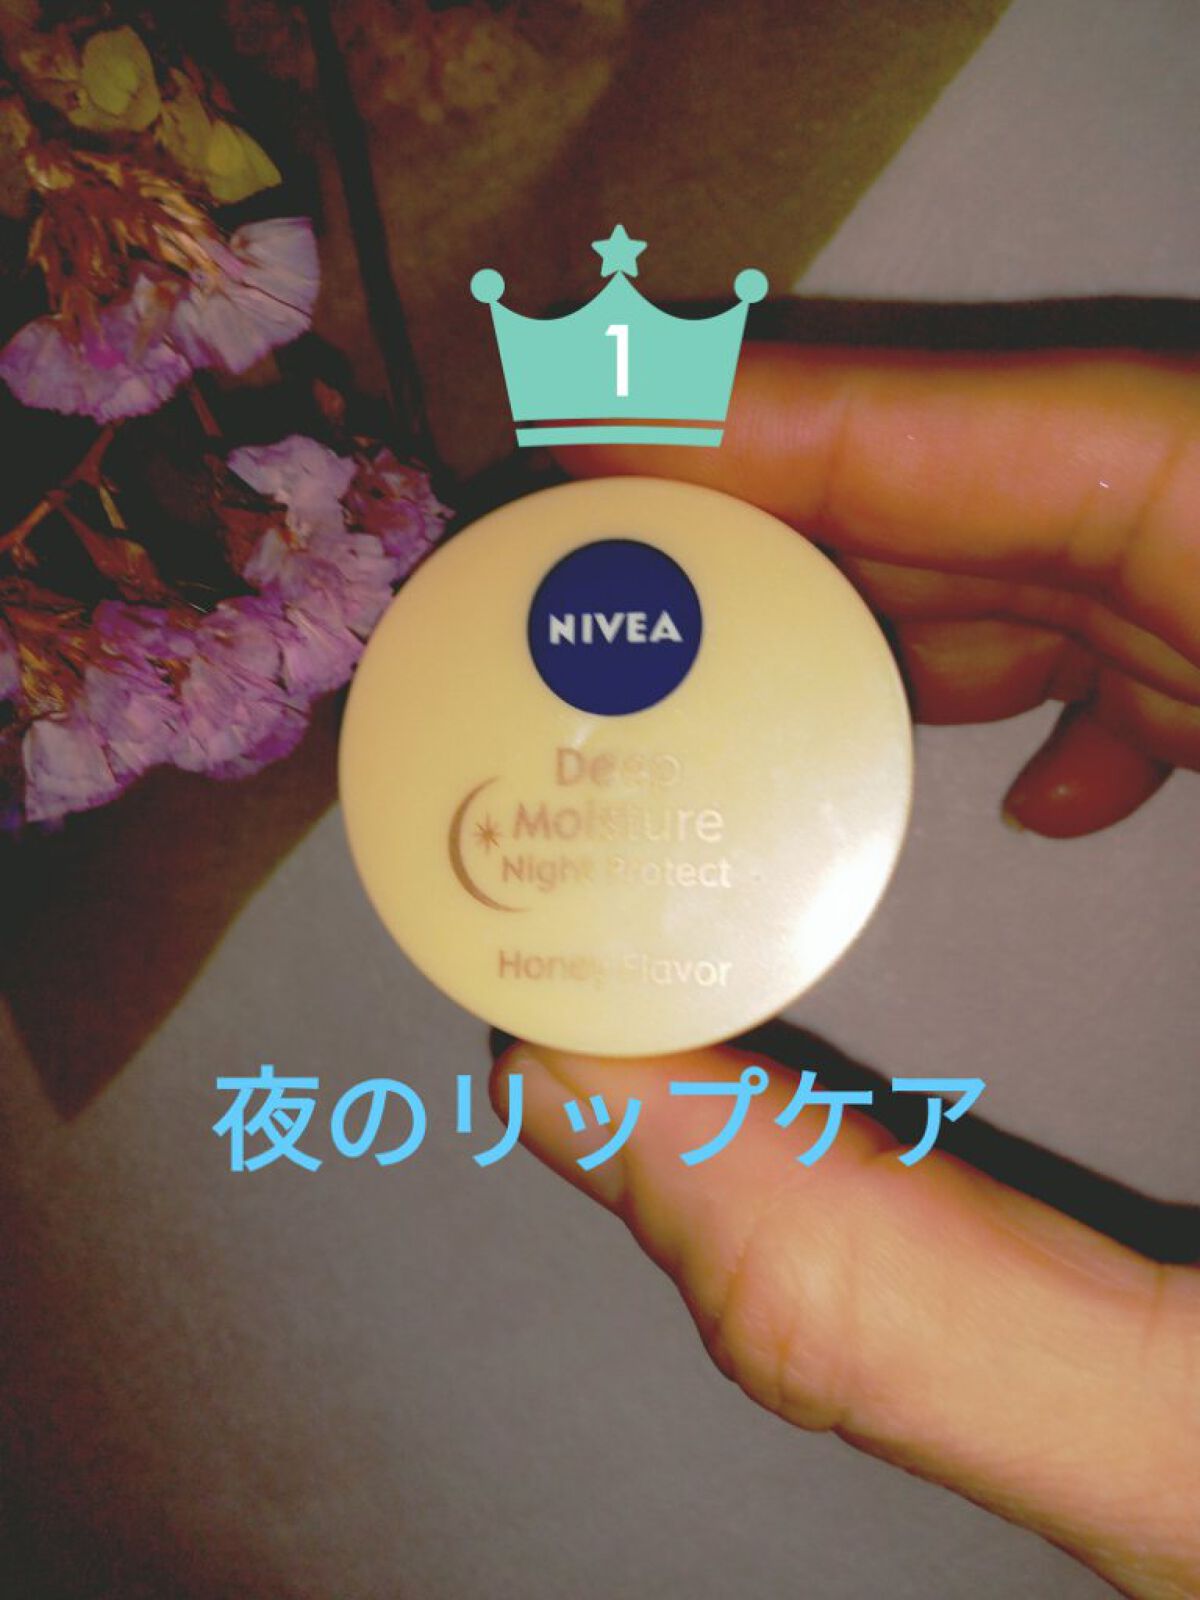 1
NIVEA
Deep
Moisture
Night Protect
Honey Flavor
夜のリップケア